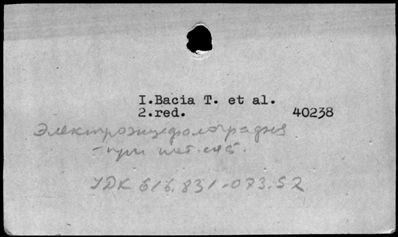 I.Bacia T. et al.
2.red. 40238
Электроэнцефалография
УДК 616.831-073.52